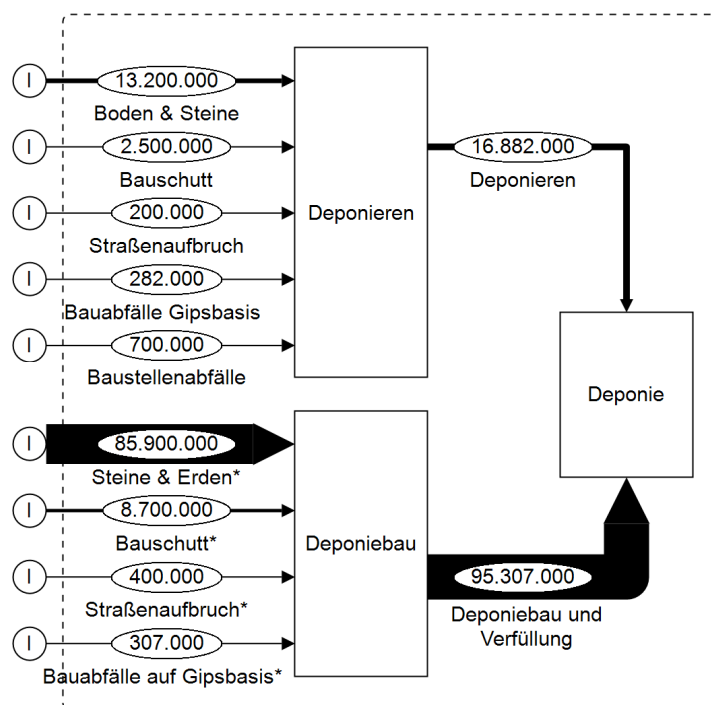 I
13.200.000
Boden & Steine
I
2.500.000
Bauschutt
I
200.000
Straßenaufbruch
I
282.000
Bauabfälle Gipsbasis
I
700.000
Baustellenabfälle
Deponieren
16.882.000
Deponieren
Deponie
I
85.900.000
Steine & Erden*
I
8.700.000
Bauschutt*
I
400.000
Straßenaufbruch*
I
307.000
Bauabfälle auf Gipsbasis*
Deponiebau
95.307.000
Deponiebau und
Verfüllung